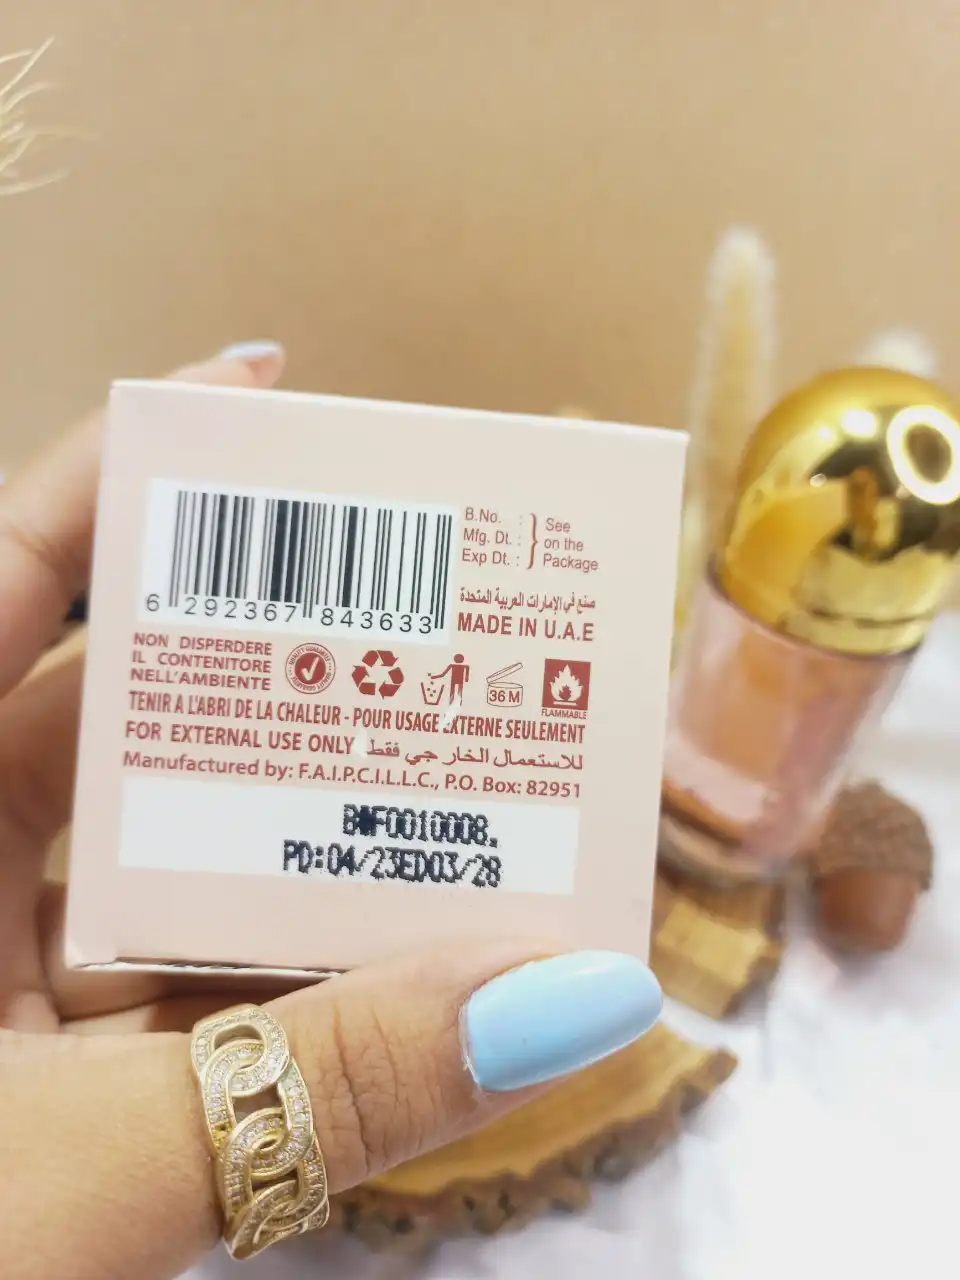 6 292367 843633
B.No. :
Mfg. Dt. :
Exp Dt. :
See
on the
Package
صنع في الإمارات العربية المتحدة
MADE IN U.A.E
NON DISPERDERE
IL CONTENITORE
NELL'AMBIENTE
36 M
FLAMMABLE
TENIR A L'ABRI DE LA CHALEUR - POUR USAGE EXTERNE SEULEMENT
FOR EXTERNAL USE ONLY للاستعمال الخارجي فقط
Manufactured by: F.A.I.P.C.I.L.L.C., P.O. Box: 82951
PD:04/23ED03/28